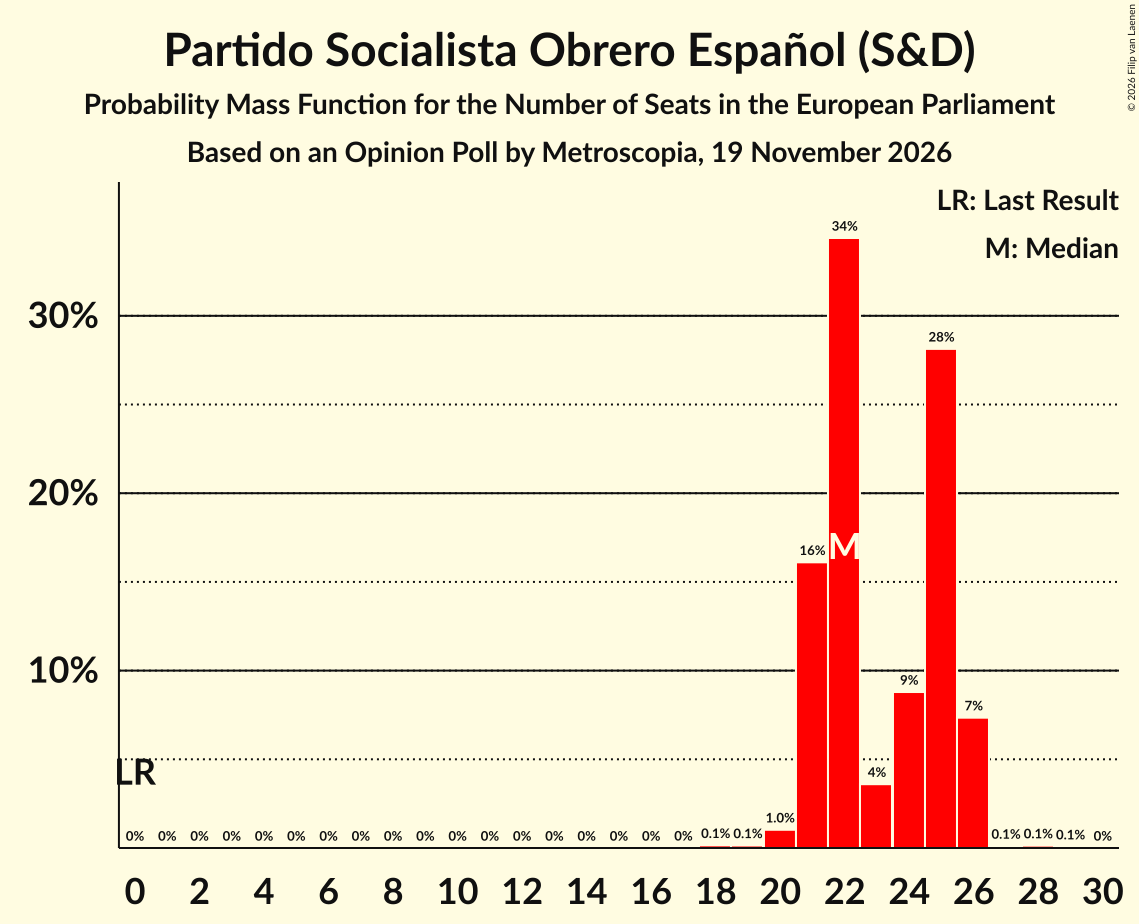 Partido Socialista Obrero Español (S&D)
Probability Mass Function for the Number of Seats in the European Parliament
Based on an Opinion Poll by Metroscopia, 19 November 2026
© 2026 Filip van Laenen
LR: Last Result
M: Median
34%
30%
28%
20%
16%
M
10%
9%
7%
4%
LR
1.0%
0% 0% 0% 0% 0% 0% 0% 0% 0% 0% 0% 0% 0% 0% 0% 0% 0% 0% 0.1% 0.1% 0.1% 0.1% 0.1% 0%
0 2 4 6 8 10 12 14 16 18 20 22 24 26 28 30